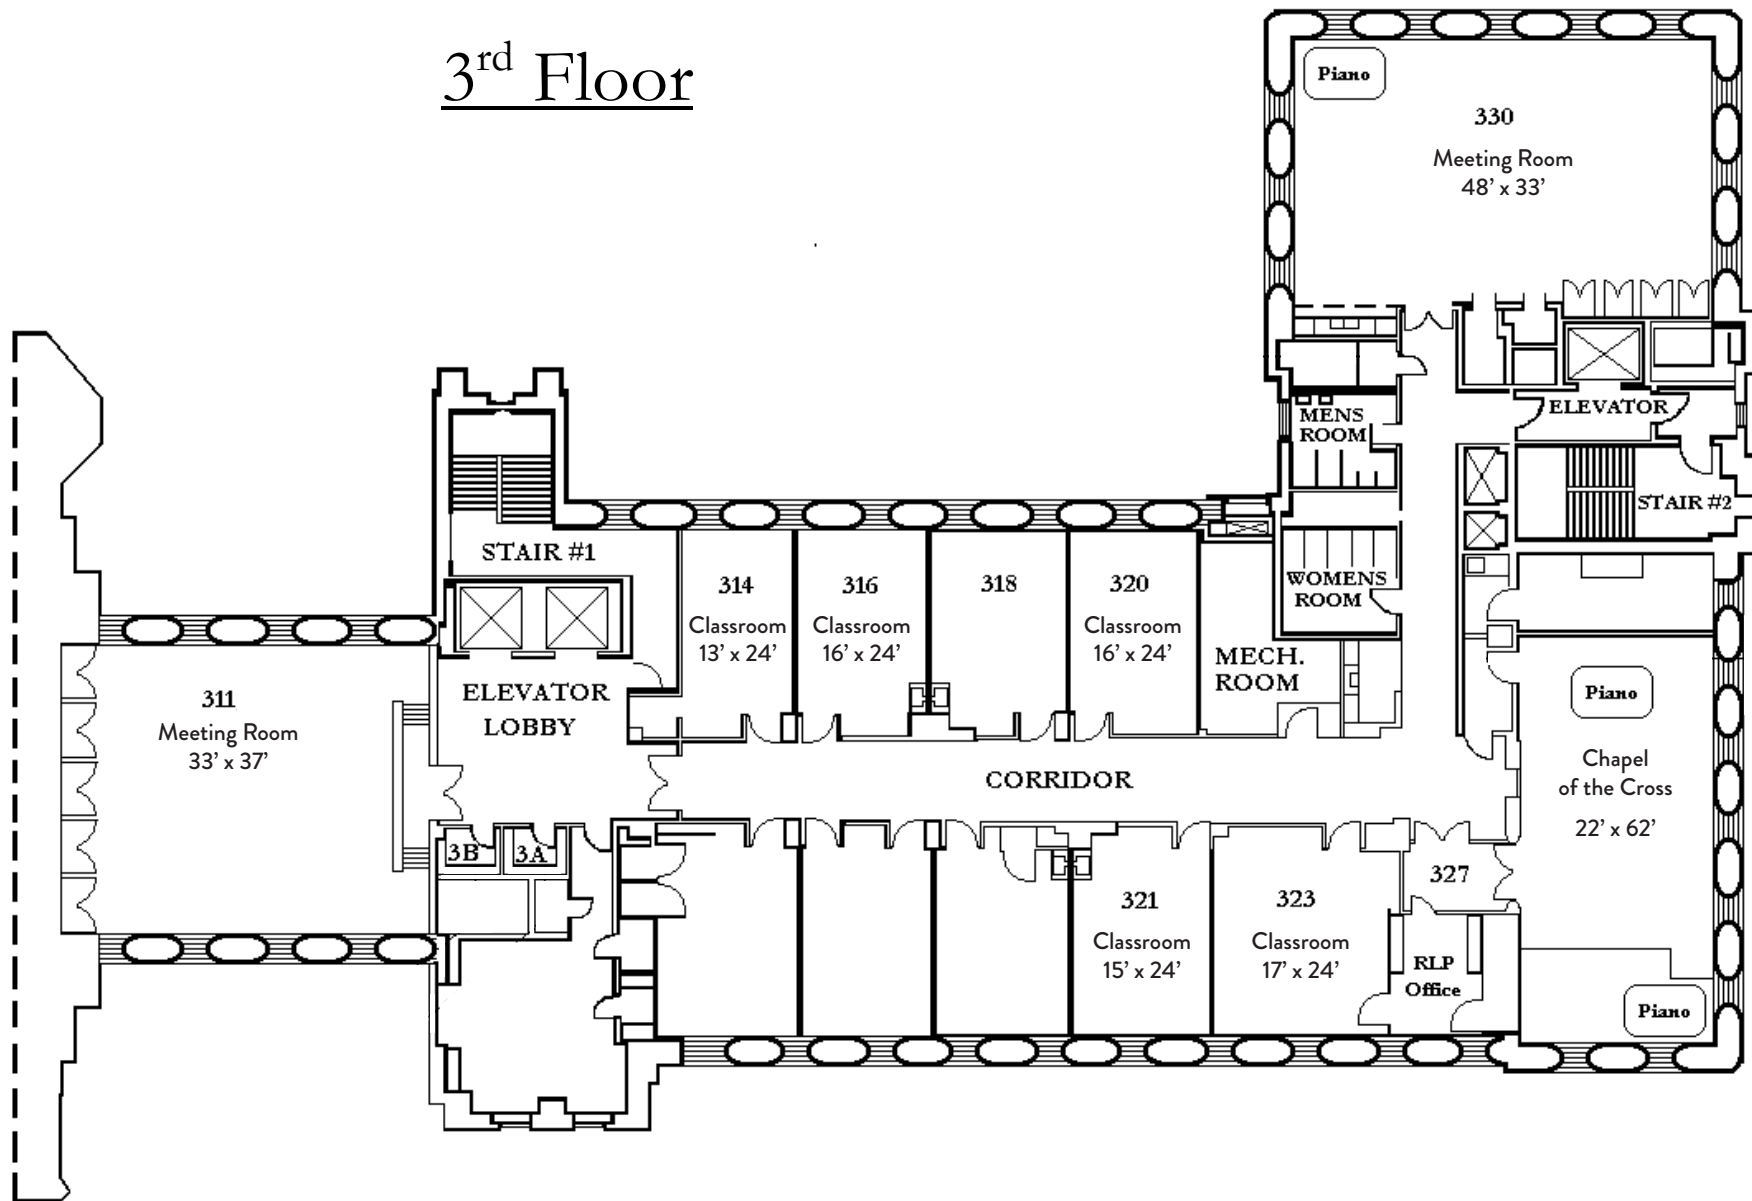 3rd Floor
Piano
330
Meeting Room
48’ x 33’
MENS
ROOM
ELEVATOR
STAIR #2
STAIR #1
314
Classroom
13’ x 24’
316
Classroom
16’ x 24’
318
320
Classroom
16’ x 24’
WOMENS
ROOM
MECH.
ROOM
311
Meeting Room
33’ x 37’
ELEVATOR
LOBBY
CORRIDOR
Piano
Chapel
of the Cross
22’ x 62’
3B
3A
321
Classroom
15’ x 24’
323
Classroom
17’ x 24’
327
RLP
Office
Piano